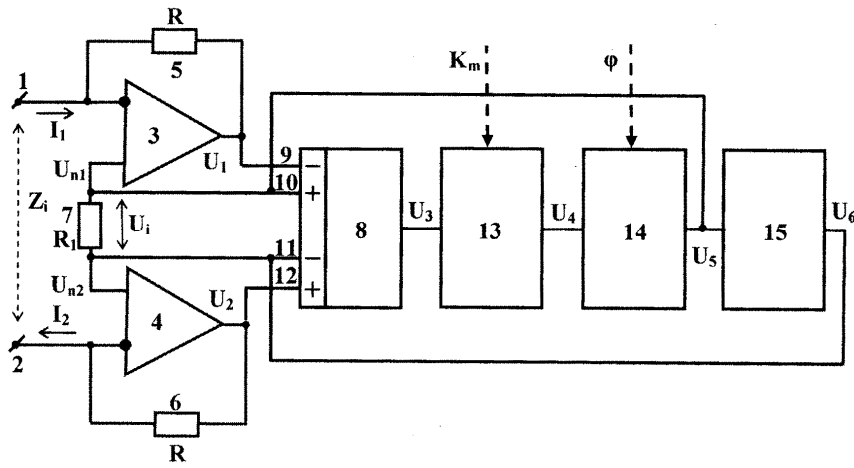 R
5
1
I₁
3
U₁
Uₙ₁
Zᵢ
7
R₁
Uᵢ
Uₙ₂
I₂
2
4
U₂
6
R
9
−
10
+
11
−
12
+
8
U₃
Kₘ
13
U₄
φ
14
U₅
15
U₆